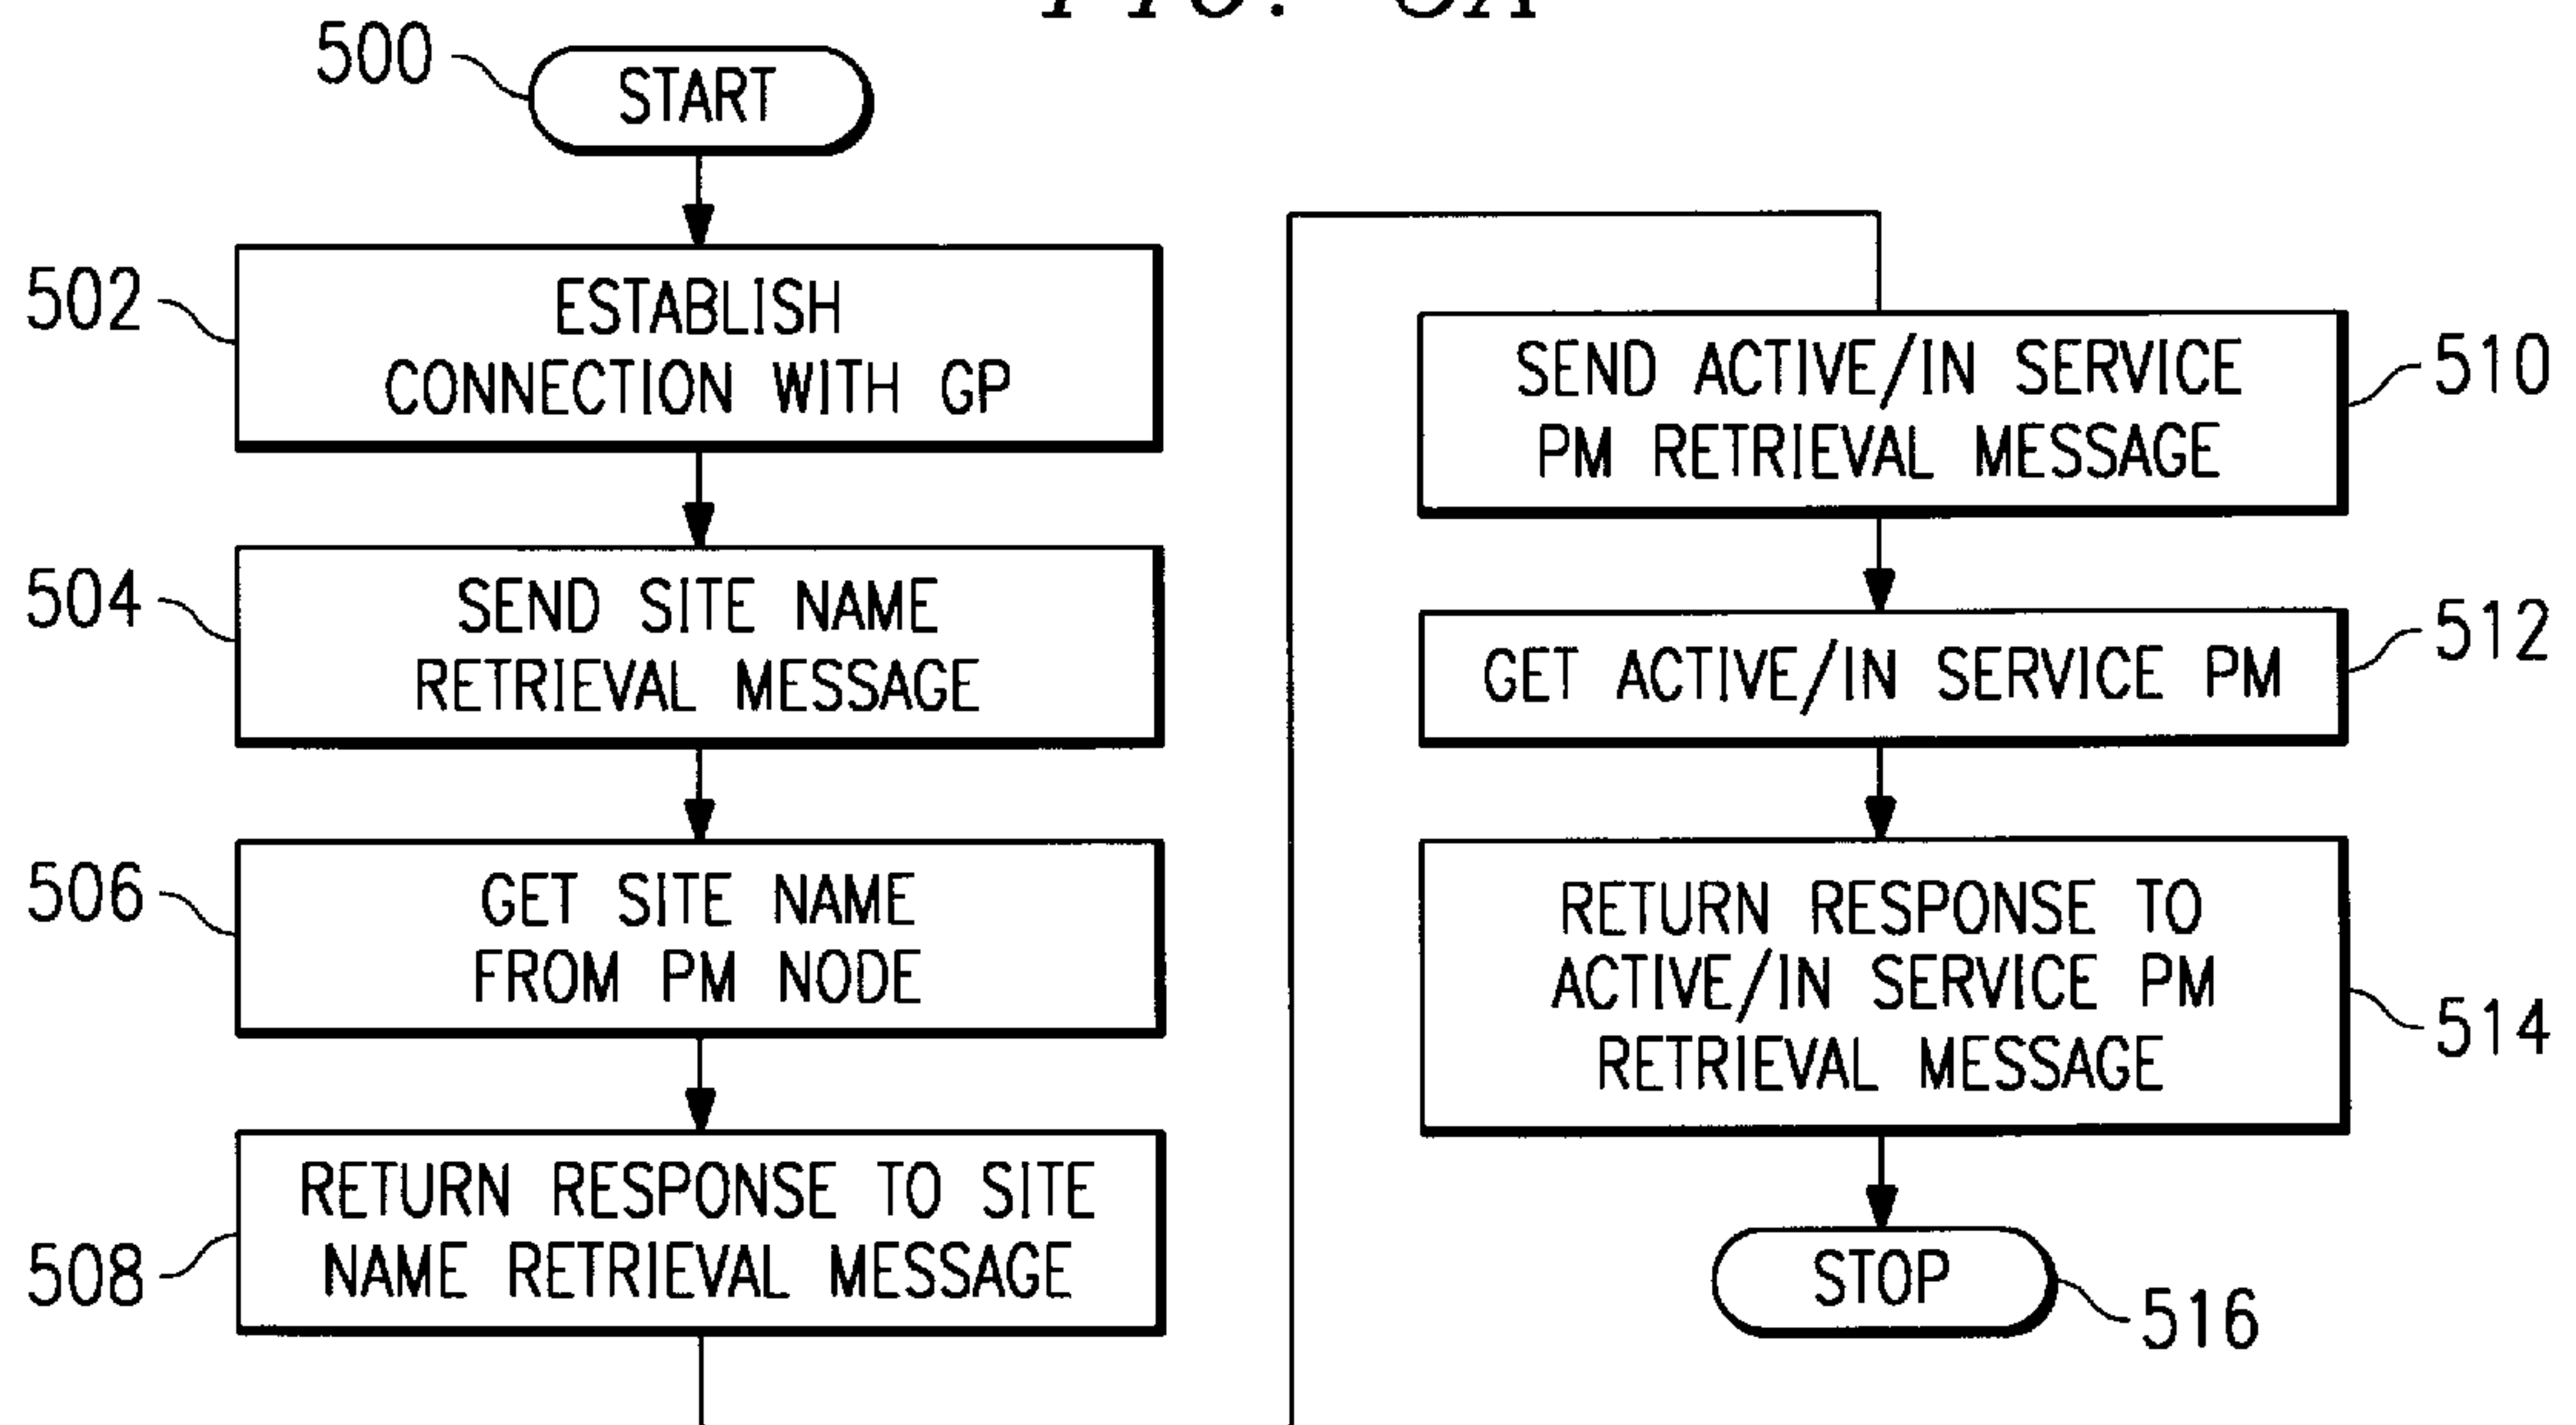 500
START
502
ESTABLISH
CONNECTION WITH GP
504
SEND SITE NAME
RETRIEVAL MESSAGE
506
GET SITE NAME
FROM PM NODE
508
RETURN RESPONSE TO SITE
NAME RETRIEVAL MESSAGE
510
SEND ACTIVE/IN SERVICE
PM RETRIEVAL MESSAGE
512
GET ACTIVE/IN SERVICE PM
514
RETURN RESPONSE TO
ACTIVE/IN SERVICE PM
RETRIEVAL MESSAGE
STOP
516